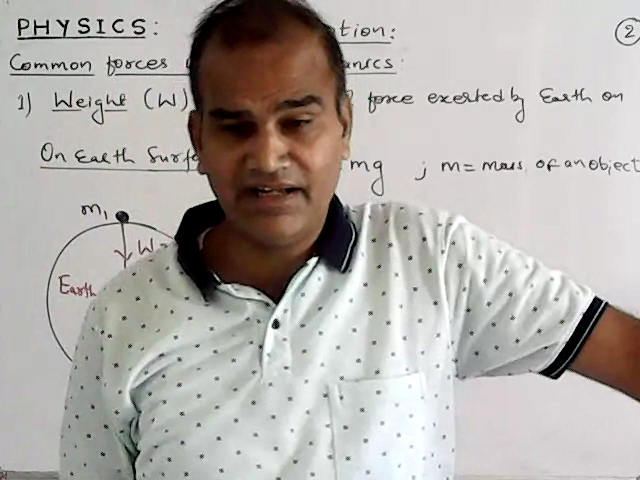 PHYSICS: tion:
2
Common forces anics:
1) Weight (W) force exerted by Earth on
On Earth Surf mg ; m = mass of an object
m1
W
Earth